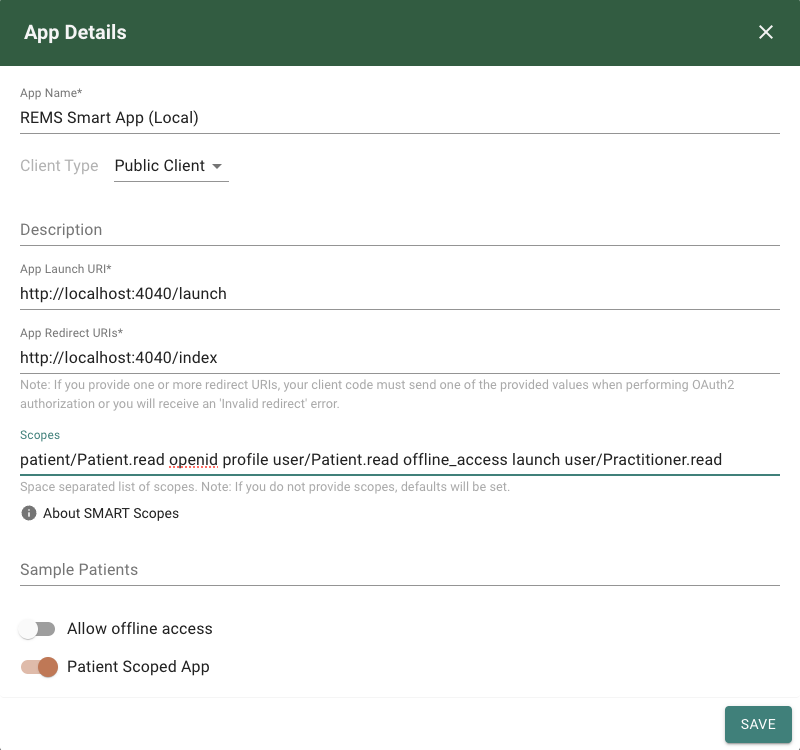 App Details
App Name*
REMS Smart App (Local)
Client Type Public Client
Description
App Launch URI*
http://localhost:4040/launch
App Redirect URIs*
http://localhost:4040/index
Note: If you provide one or more redirect URIs, your client code must send one of the provided values when performing OAuth2
authorization or you will receive an 'Invalid redirect' error.
Scopes
patient/Patient.read openid profile user/Patient.read offline_access launch user/Practitioner.read
Space separated list of scopes. Note: If you do not provide scopes, defaults will be set.
About SMART Scopes
Sample Patients
Allow offline access
Patient Scoped App
SAVE